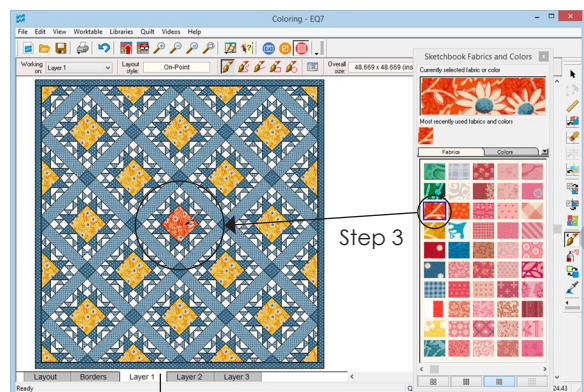 Coloring - EQ7
File Edit View Worktable Libraries Quilt Videos Help
Working on: Layer 1
Layout style: On-Point
Overall size: 48.669 x 48.669 (ins
Sketchbook Fabrics and Colors
Currently selected fabric or color
Most recently used fabrics and colors
Fabrics Colors
Step 3
Layout Borders Layer 1 Layer 2 Layer 3
Ready
24.43